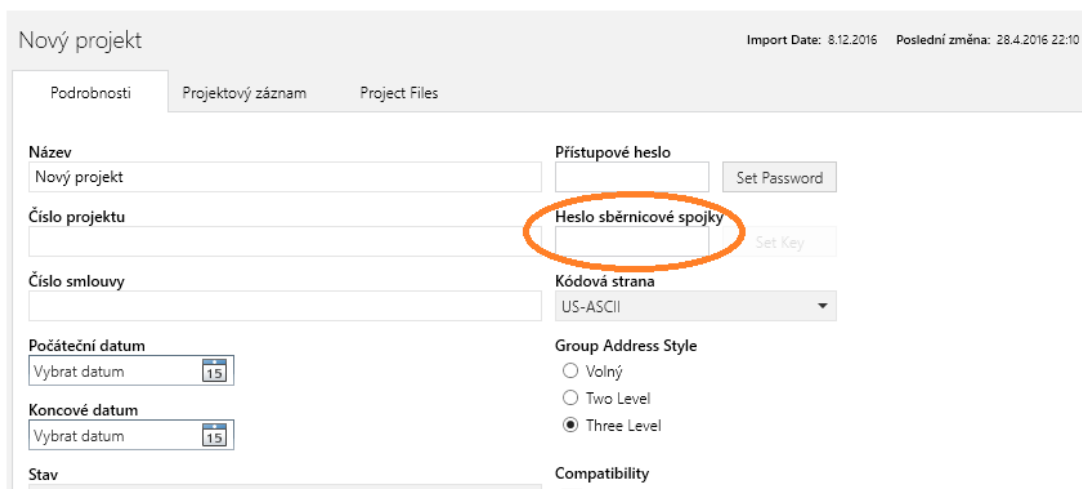 Nový projekt
Import Date: 8.12.2016 Poslední změna: 28.4.2016 22:10
Podrobnosti Projektový záznam Project Files
Název
Nový projekt
Číslo projektu
Číslo smlouvy
Počáteční datum
Vybrat datum 15
Koncové datum
Vybrat datum 15
Stav
Přístupové heslo
Set Password
Heslo sběrnicové spojky
Set Key
Kódová strana
US-ASCII
Group Address Style
Volný
Two Level
Three Level
Compatibility